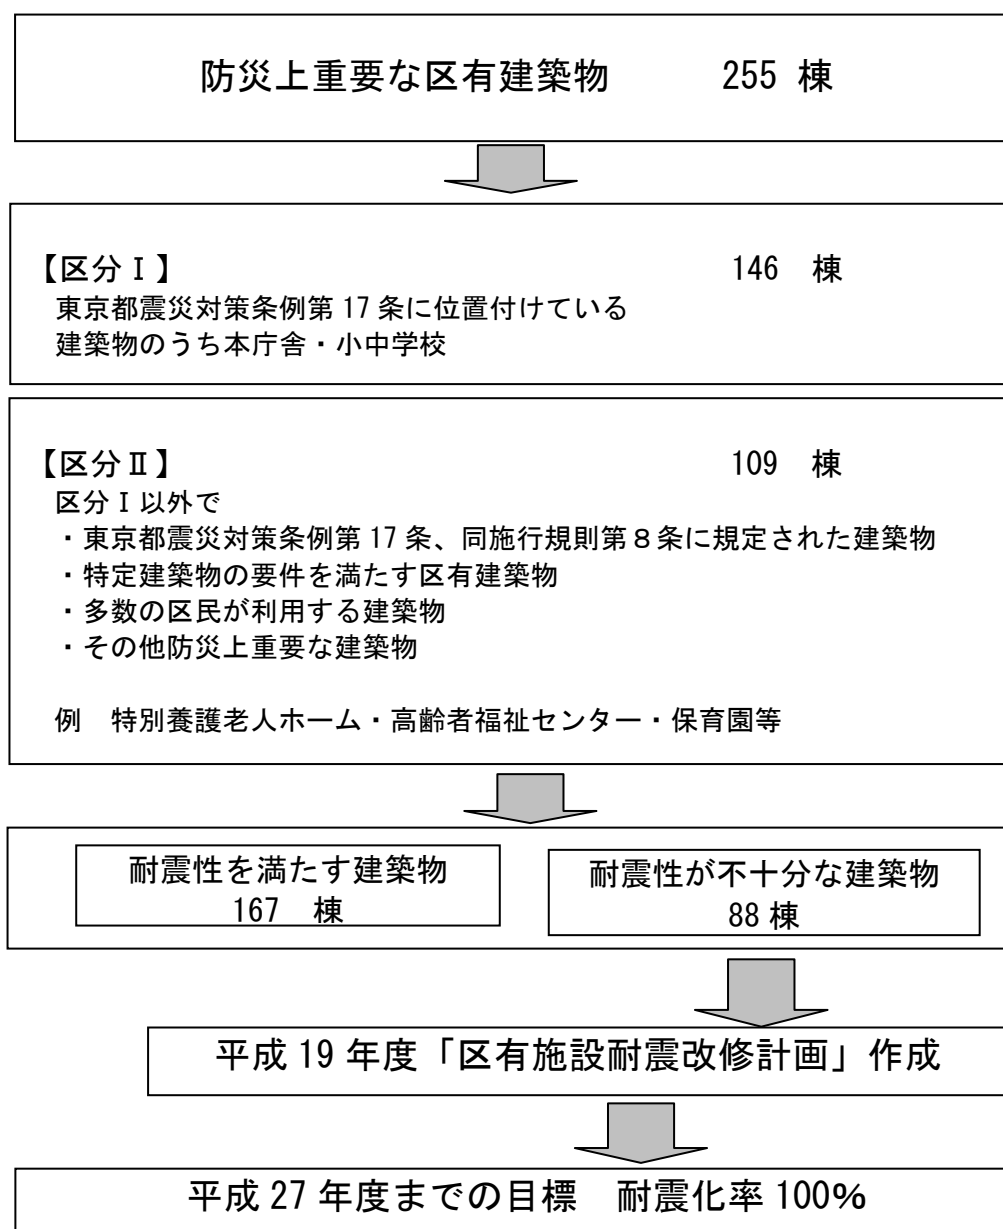 防災上重要な区有建築物　　255 棟
【区分Ⅰ】　　146　棟
東京都震災対策条例第 17 条に位置付けている
建築物のうち本庁舎・小中学校
【区分Ⅱ】　　109　棟
区分Ⅰ以外で
・東京都震災対策条例第 17 条、同施行規則第８条に規定された建築物
・特定建築物の要件を満たす区有建築物
・多数の区民が利用する建築物
・その他防災上重要な建築物
例　特別養護老人ホーム・高齢者福祉センター・保育園等
耐震性を満たす建築物
167　棟
耐震性が不十分な建築物
88 棟
平成 19 年度「区有施設耐震改修計画」作成
平成 27 年度までの目標　耐震化率 100％